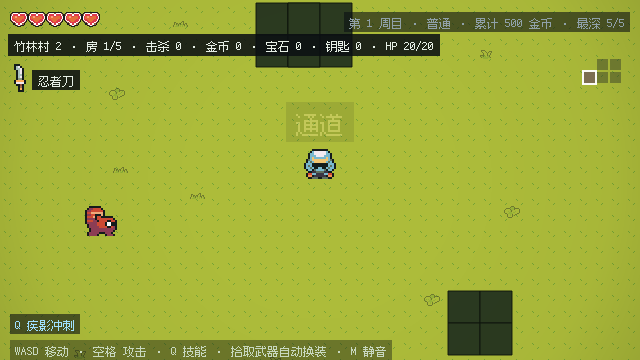 第 1 周目 · 普通 · 累计 500 金币 · 最深 5/5
竹林村 2 · 房 1/5 · 击杀 0 · 金币 0 · 宝石 0 · 钥匙 0 · HP 20/20
忍者刀
通道
Q 疾影冲刺
WASD 移动 · 空格 攻击 · Q 技能 · 拾取武器自动换装 · M 静音